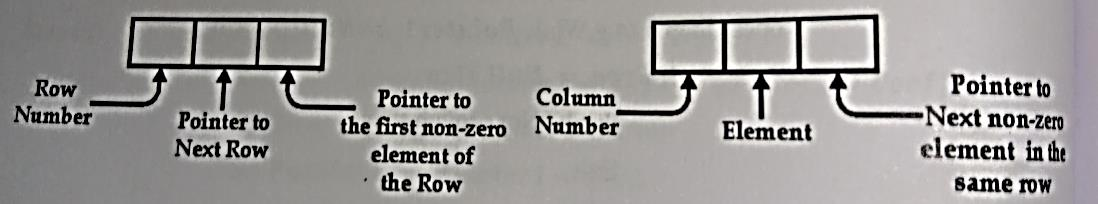 Row
Number
Pointer to
Next Row
Pointer to
the first non-zero
element of
the Row
Column
Number
Element
Pointer to
Next non-zero
element in the
same row